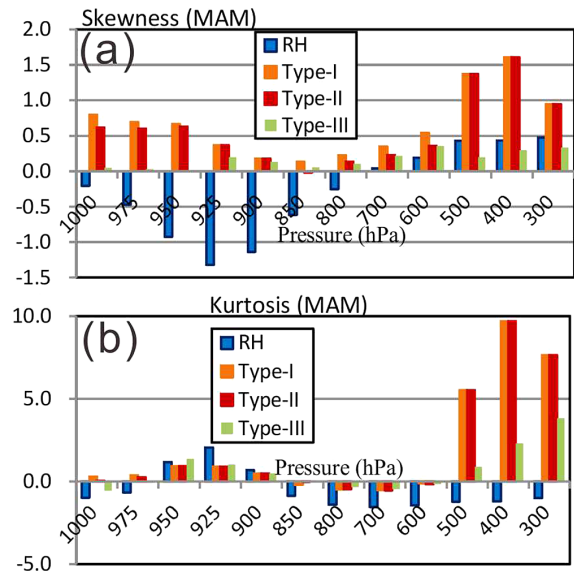 Skewness (MAM)
(a)
2.0
1.5
1.0
0.5
0.0
-0.5
-1.0
-1.5
RH
Type-I
Type-II
Type-III
1000 975 950 925 900 850 800 700 600 500 400 300
Pressure (hPa)
Kurtosis (MAM)
(b)
10.0
5.0
0.0
-5.0
RH
Type-I
Type-II
Type-III
Pressure (hPa)
1000 975 950 925 900 850 800 700 600 500 400 300